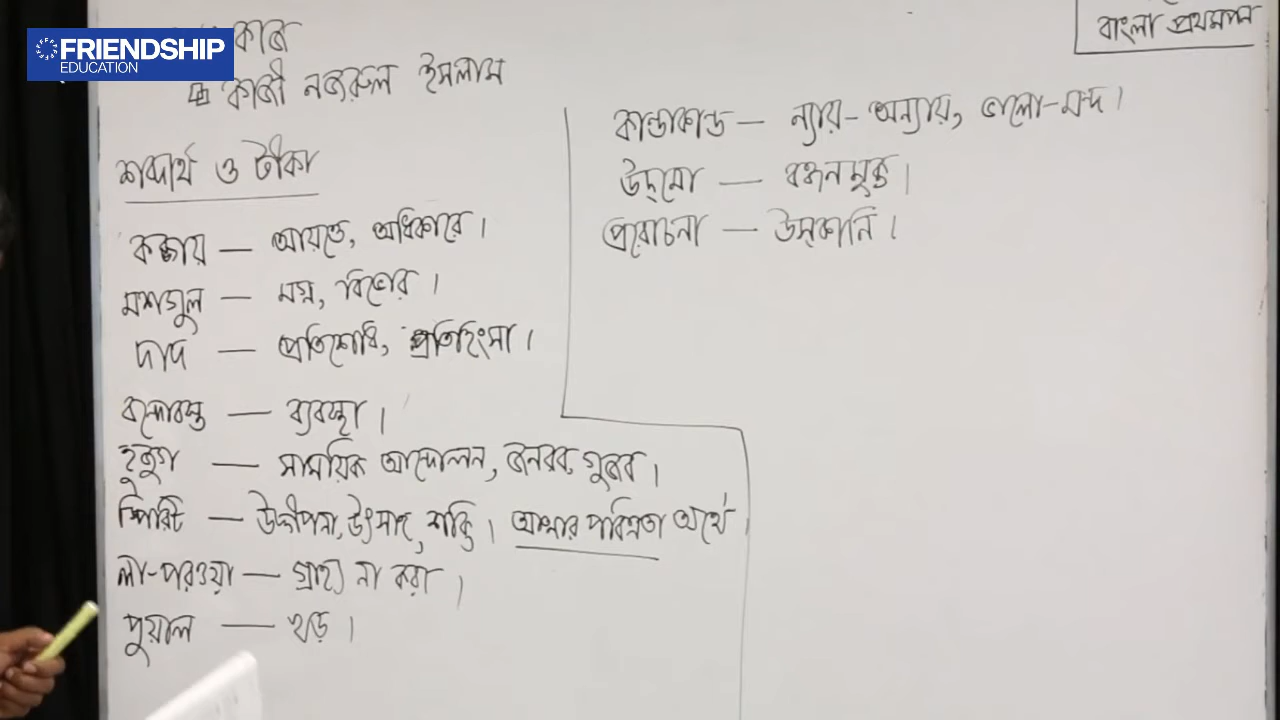 FRIENDSHIP
EDUCATION
কাজী নজরুল ইসলাম
বাংলা প্রথমপত্র
শব্দার্থ ও টীকা
কব্জায় — আয়ত্তে, অধিকারে।
মশগুল — মগ্ন, বিভোর।
দাদ — প্রতিশোধ, প্রতিহিংসা।
বন্দোবস্ত — ব্যবস্থা।
হুজুগ — সাময়িক আন্দোলন, জনরব, গুজব।
স্পিরিট — উদ্দীপনা, উৎসাহ, শক্তি। আত্মার পবিত্রতা অর্থে
লা-পরওয়া — গ্রাহ্য না করা।
পুয়াল — খড়।
কান্ডাকান্ড — ন্যায়-অন্যায়, ভালো-মন্দ।
উদ্‌মো — বন্ধনমুক্ত।
প্ররোচনা — উস্কানি।